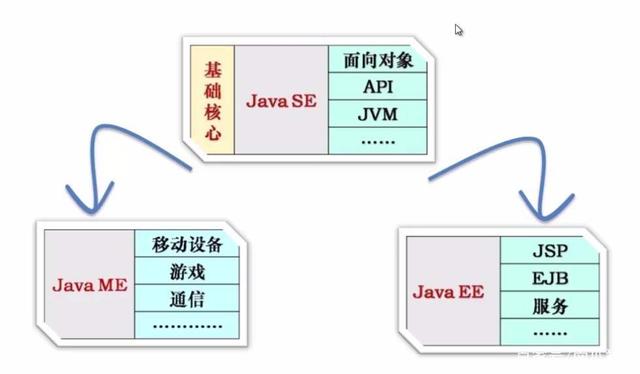 基础核心
Java SE
面向对象
API
JVM
......
Java ME
移动设备
游戏
通信
............
Java EE
JSP
EJB
服务
......